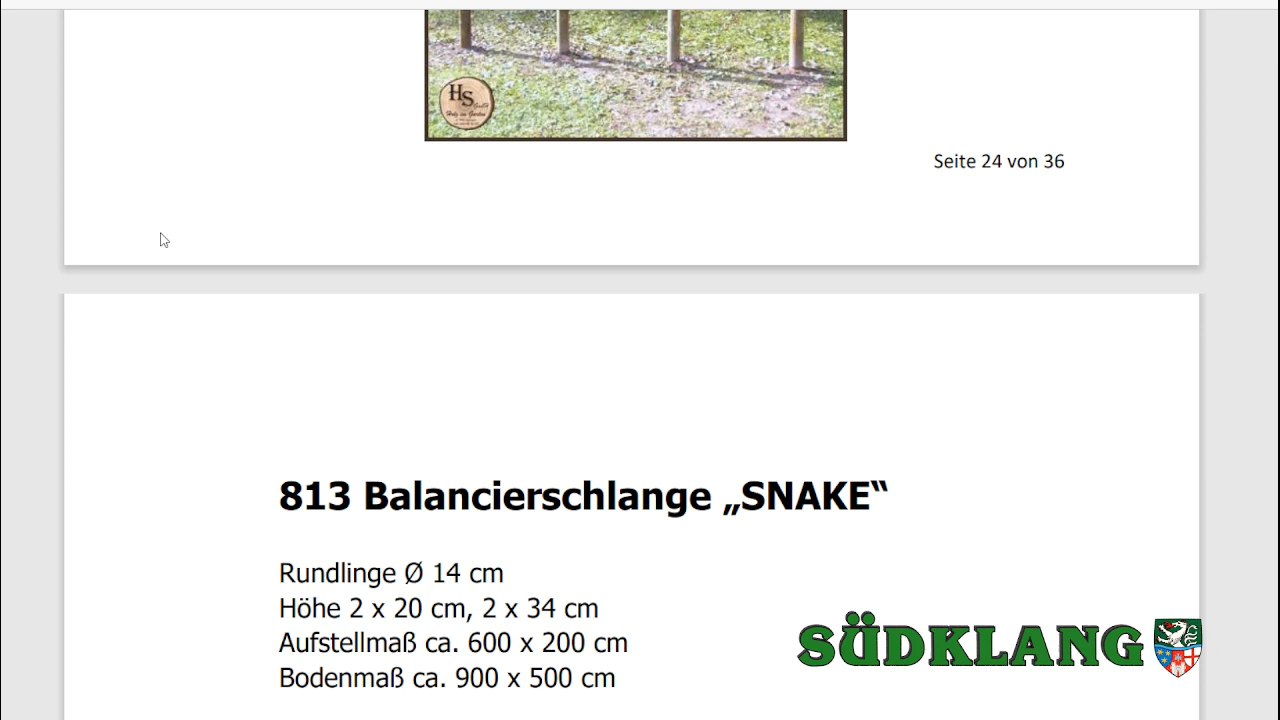 HS
Seite 24 von 36
813 Balancierschlange „SNAKE“
Rundlinge Ø 14 cm
Höhe 2 x 20 cm, 2 x 34 cm
Aufstellmaß ca. 600 x 200 cm
Bodenmaß ca. 900 x 500 cm
SÜDKLANG